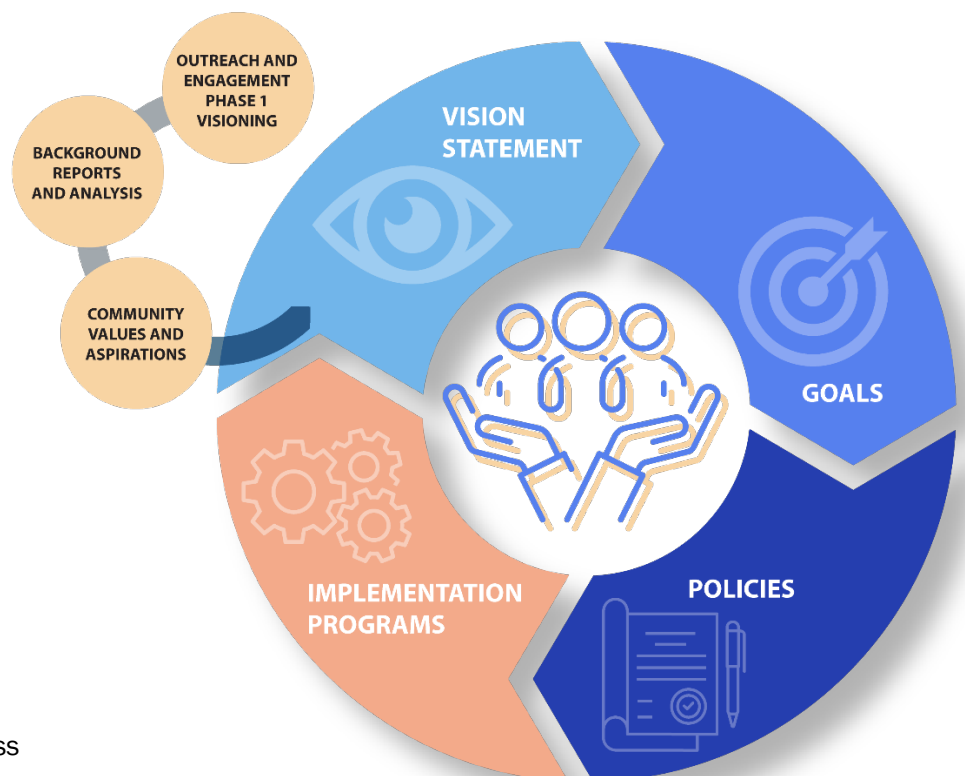 OUTREACH AND
ENGAGEMENT
PHASE 1
VISIONING
BACKGROUND
REPORTS
AND ANALYSIS
COMMUNITY
VALUES AND
ASPIRATIONS
VISION
STATEMENT
GOALS
POLICIES
IMPLEMENTATION
PROGRAMS
ss